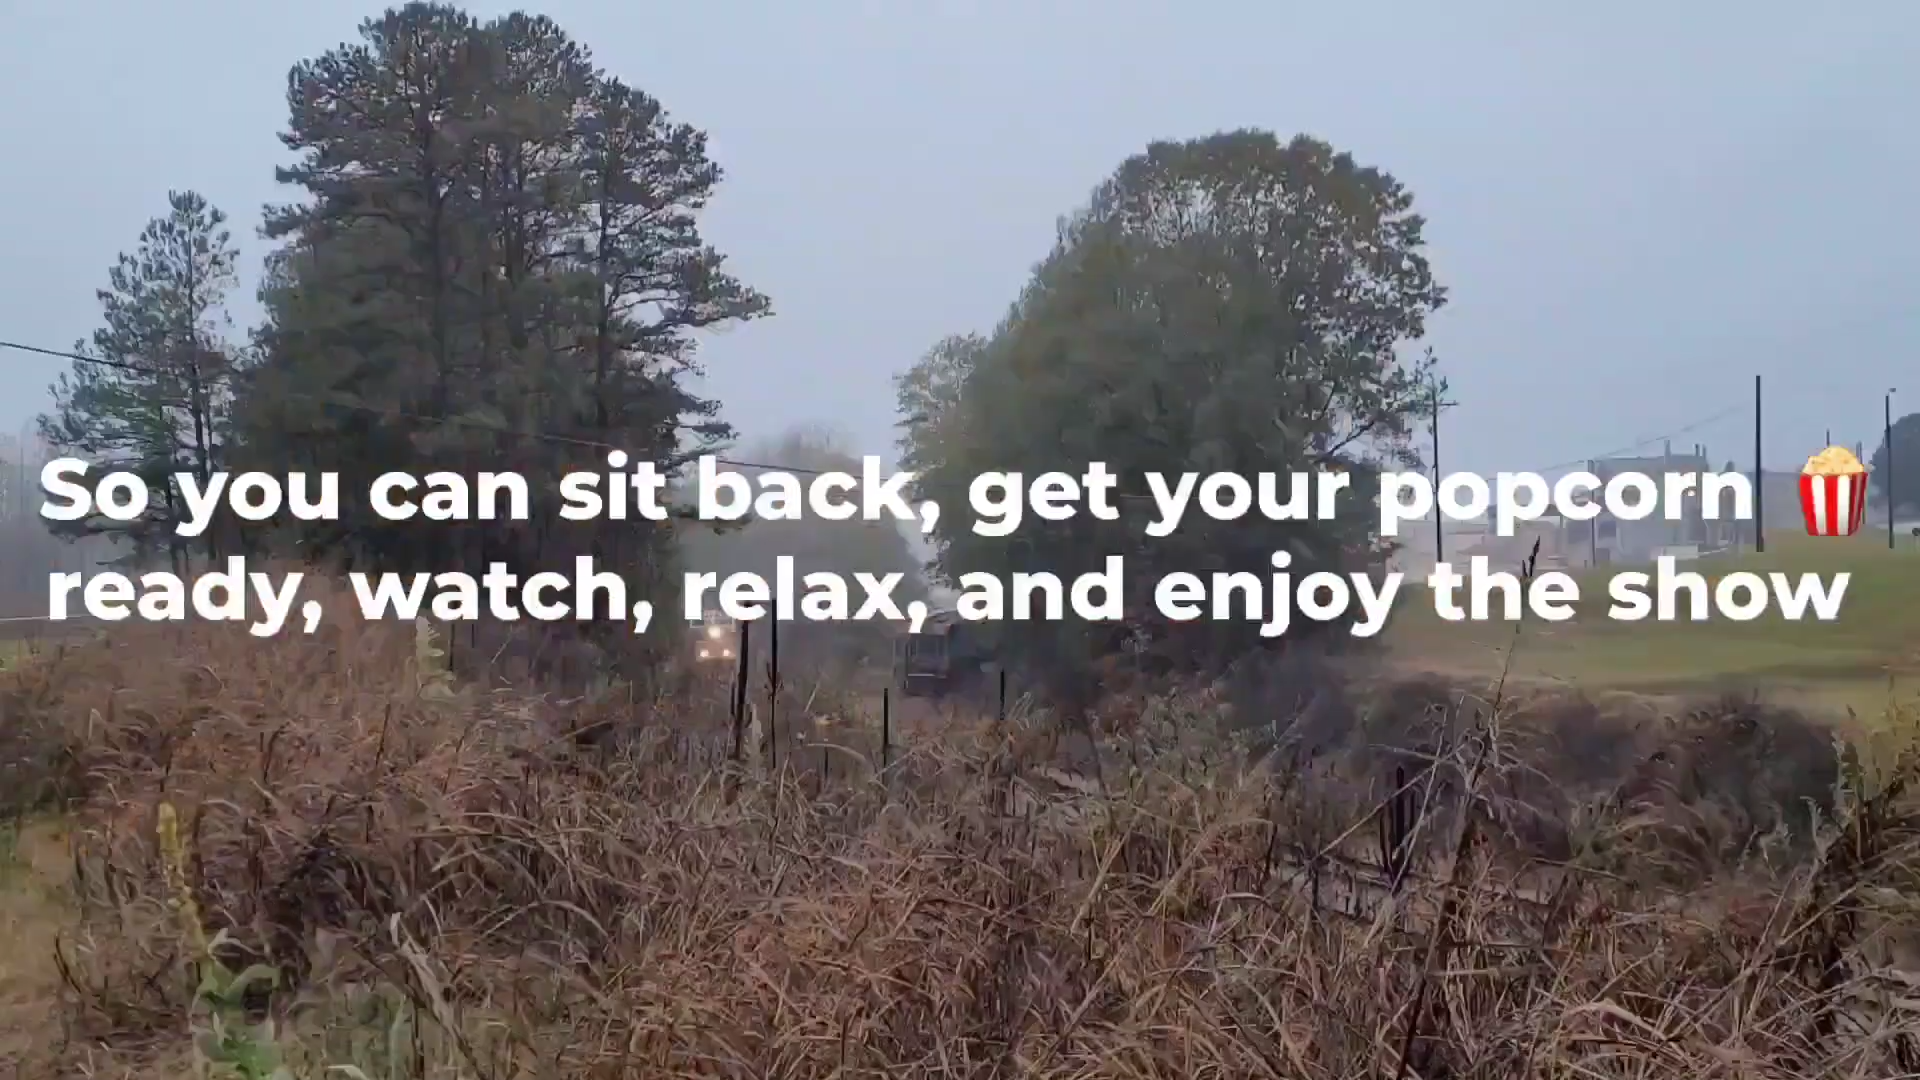 So you can sit back, get your popcorn 🍿
ready, watch, relax, and enjoy the show